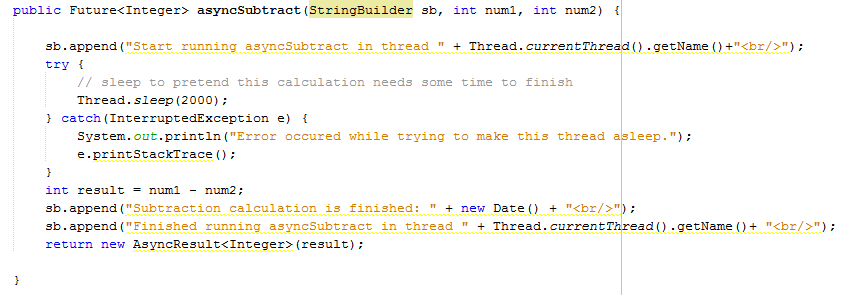 public Future<Integer> asyncSubtract(StringBuilder sb, int num1, int num2) {
sb.append("Start running asyncSubtract in thread " + Thread.currentThread().getName()+"<br/>");
try {
// sleep to pretend this calculation needs some time to finish
Thread.sleep(2000);
} catch(InterruptedException e) {
System.out.println("Error occured while trying to make this thread asleep.");
e.printStackTrace();
}
int result = num1 - num2;
sb.append("Subtraction calculation is finished: " + new Date() + "<br/>");
sb.append("Finished running asyncSubtract in thread " + Thread.currentThread().getName()+ "<br/>");
return new AsyncResult<Integer>(result);
}